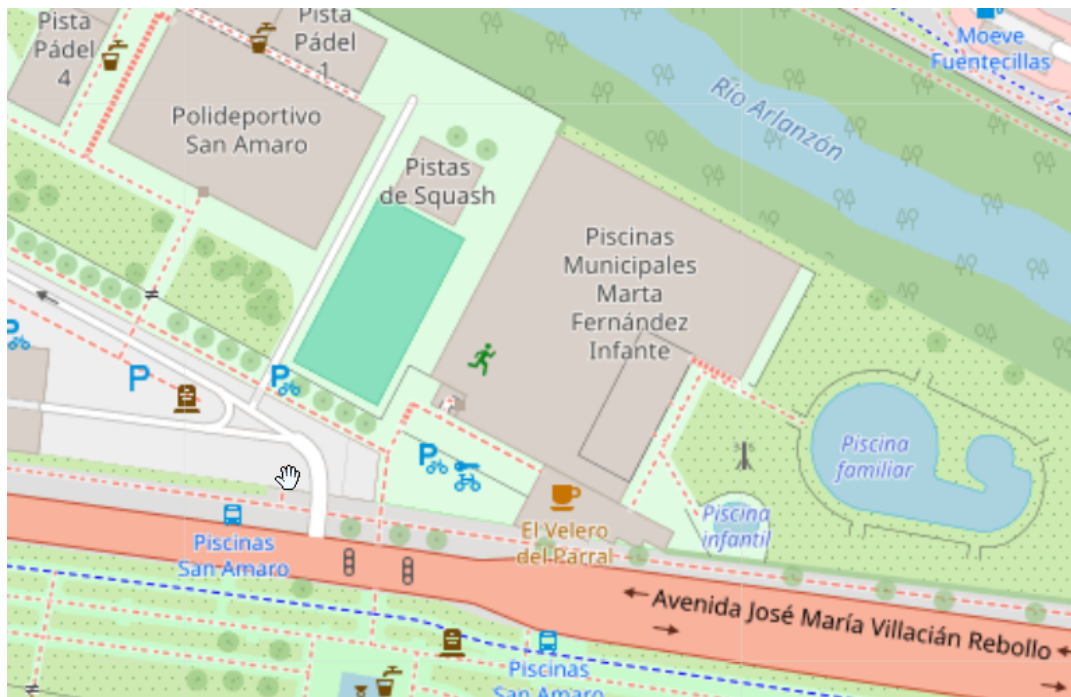 Pista
Pádel
4
Pista
Pádel
1
Moeve
Fuentecillas
Río Arlanzón
Polideportivo
San Amaro
Pistas
de Squash
Piscinas
Municipales
Marta
Fernández
Infante
P
P
P
P
Piscina
familiar
Piscina
infantil
El Velero
del Parral
Piscinas
San Amaro
Avenida José María Villacián Rebollo
Piscinas
San Amaro